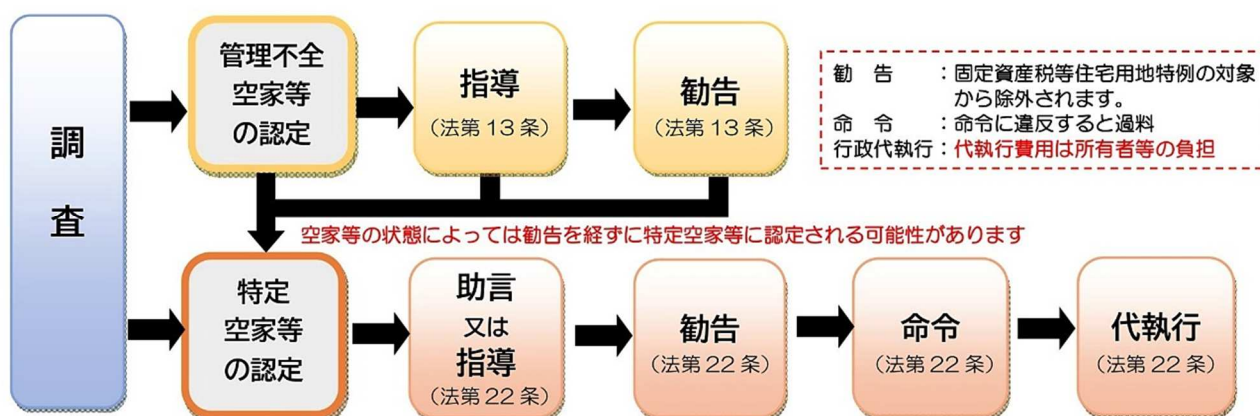 調
査
管理不全
空家等
の認定
指導
（法第13条）
勧告
（法第13条）
勧　告　　：固定資産税等住宅用地特例の対象
から除外されます。
命　令　　：命令に違反すると過料
行政代執行：代執行費用は所有者等の負担
空家等の状態によっては勧告を経ずに特定空家等に認定される可能性があります
特定
空家等
の認定
助言
又は
指導
（法第22条）
勧告
（法第22条）
命令
（法第22条）
代執行
（法第22条）